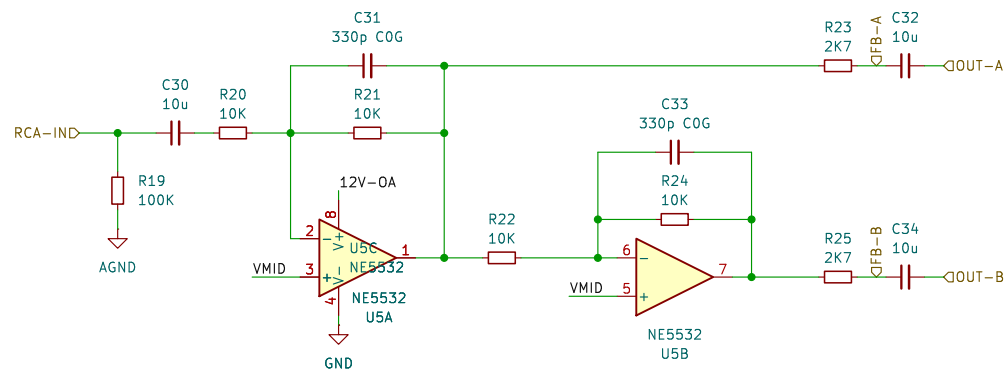 C31
330p C0G
R23
2K7
FB-A
C32
10u
OUT-A
C30
10u
R20
10K
R21
10K
RCA-IN
C33
330p C0G
R19
100K
AGND
12V-OA
8
V+
2
-
1
U5C
NE5532
VMID
3
+
V-
4
NE5532
U5A
GND
R22
10K
R24
10K
6
-
7
VMID
5
+
NE5532
U5B
R25
2K7
FB-B
C34
10u
OUT-B